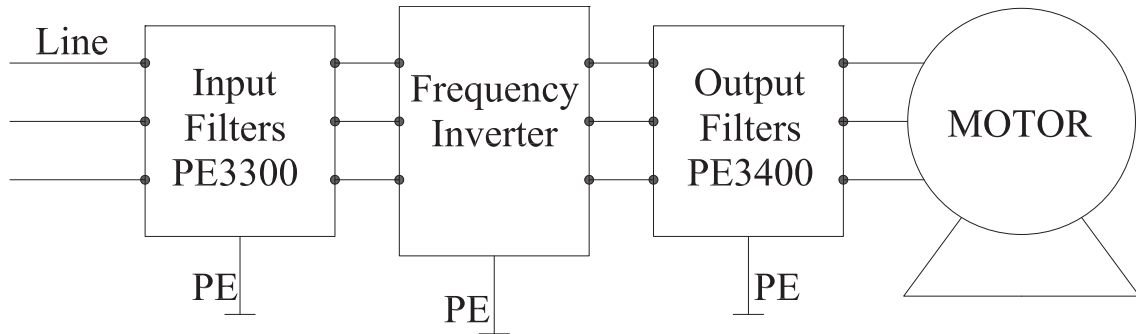 Line
Input
Filters
PE3300
PE
Frequency
Inverter
PE
Output
Filters
PE3400
PE
MOTOR